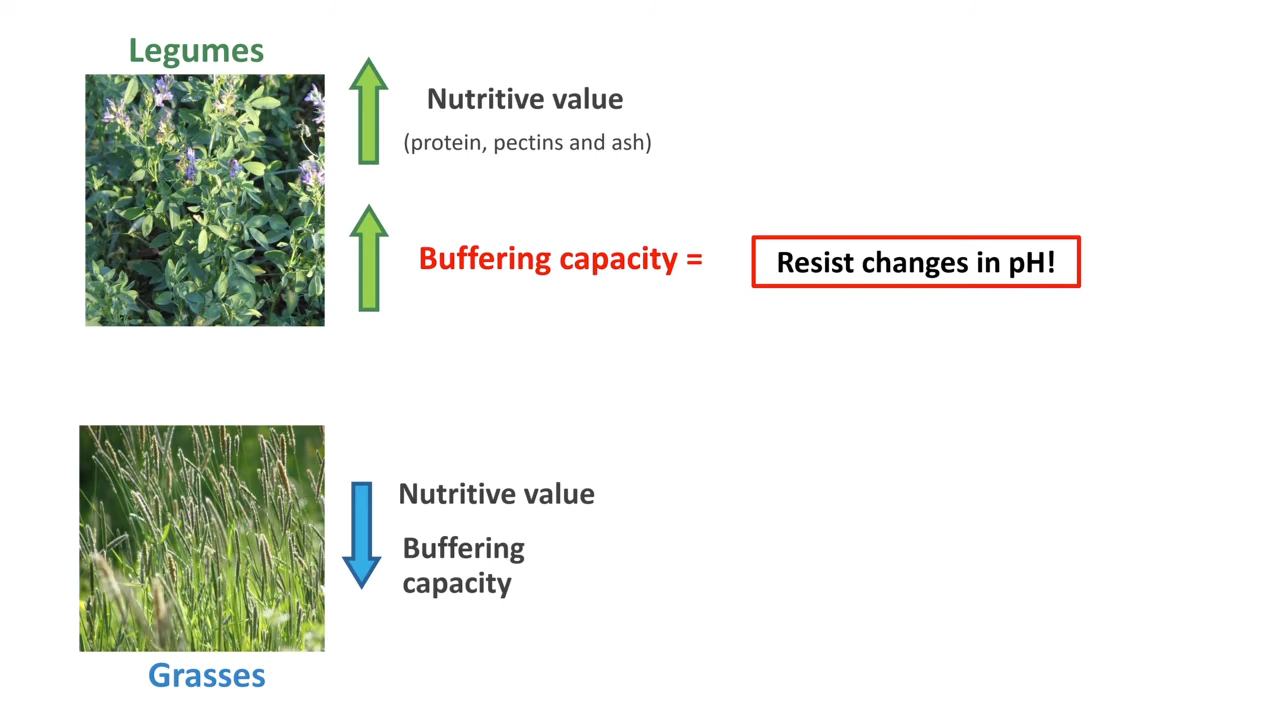 Legumes
Nutritive value
(protein, pectins and ash)
Buffering capacity =
Resist changes in pH!
Nutritive value
Buffering
capacity
Grasses